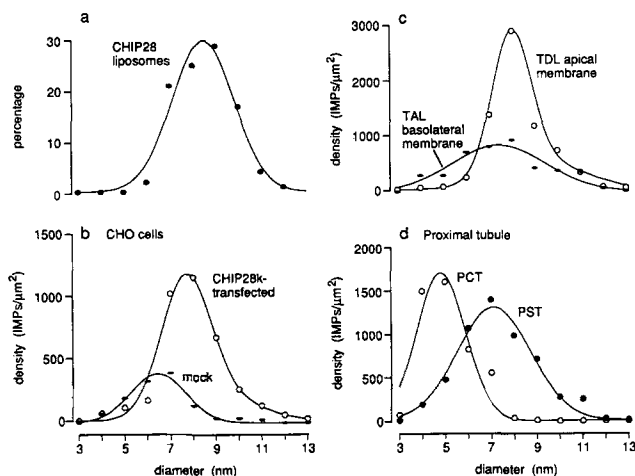 a
30
20
10
0
percentage
CHIP28
liposomes
c
3000
2000
1000
0
density (IMPs/μm²)
TDL apical
membrane
TAL
basolateral
membrane
b CHO cells
1500
1000
500
0
density (IMPs/μm²)
CHIP28k-
transfected
mock
3 5 7 9 11 13
diameter (nm)
d Proximal tubule
2000
1500
1000
500
0
density (IMPs/μm²)
PCT
PST
3 5 7 9 11 13
diameter (nm)